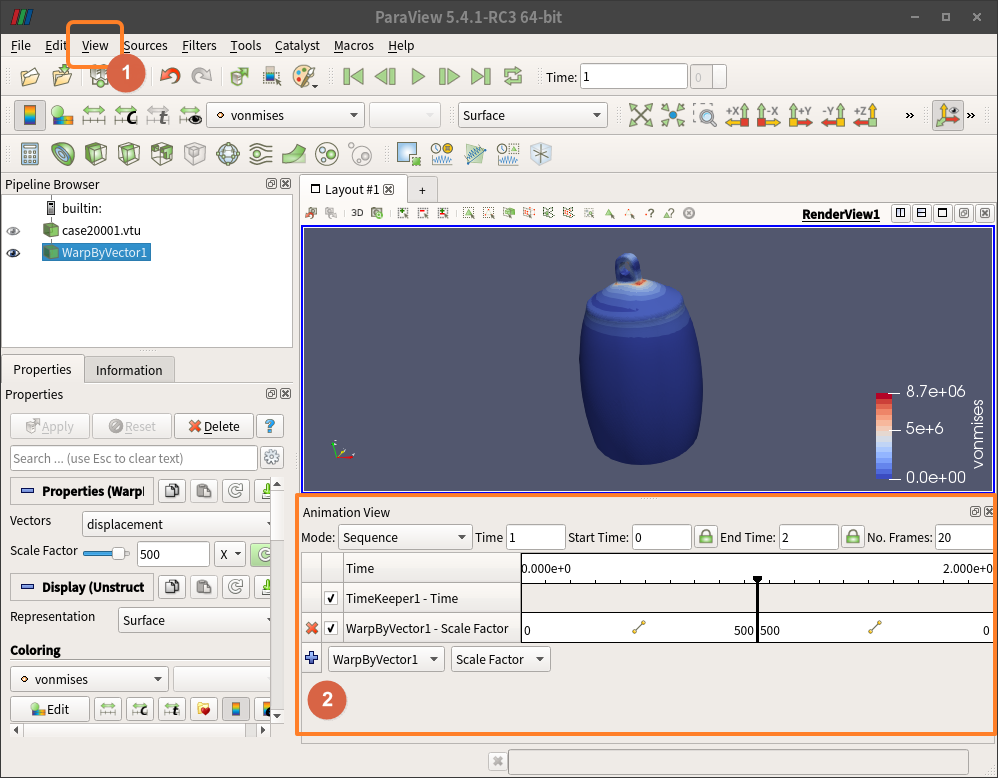 ParaView 5.4.1-RC3 64-bit
File Edit View Sources Filters Tools Catalyst Macros Help
1
Time: 1 0
vonmises Surface +X -X +Y -Y +Z »  »
Pipeline Browser
builtin:
case20001.vtu
WarpByVector1
Layout #1 +
3D RenderView1
8.7e+06
5e+6
0.0e+00
vonmises
Properties Information
Properties
Apply Reset Delete ?
Search ... (use Esc to clear text)
Properties (Warpl
Vectors displacement
Scale Factor 500 X
Display (Unstruct
Representation Surface
Coloring
vonmises
Edit
Animation View
Mode: Sequence Time 1 Start Time: 0 End Time: 2 No. Frames: 20
Time 0.000e+0 2.000e+0
TimeKeeper1 - Time
WarpByVector1 - Scale Factor 0 500 500 0
WarpByVector1 Scale Factor
2